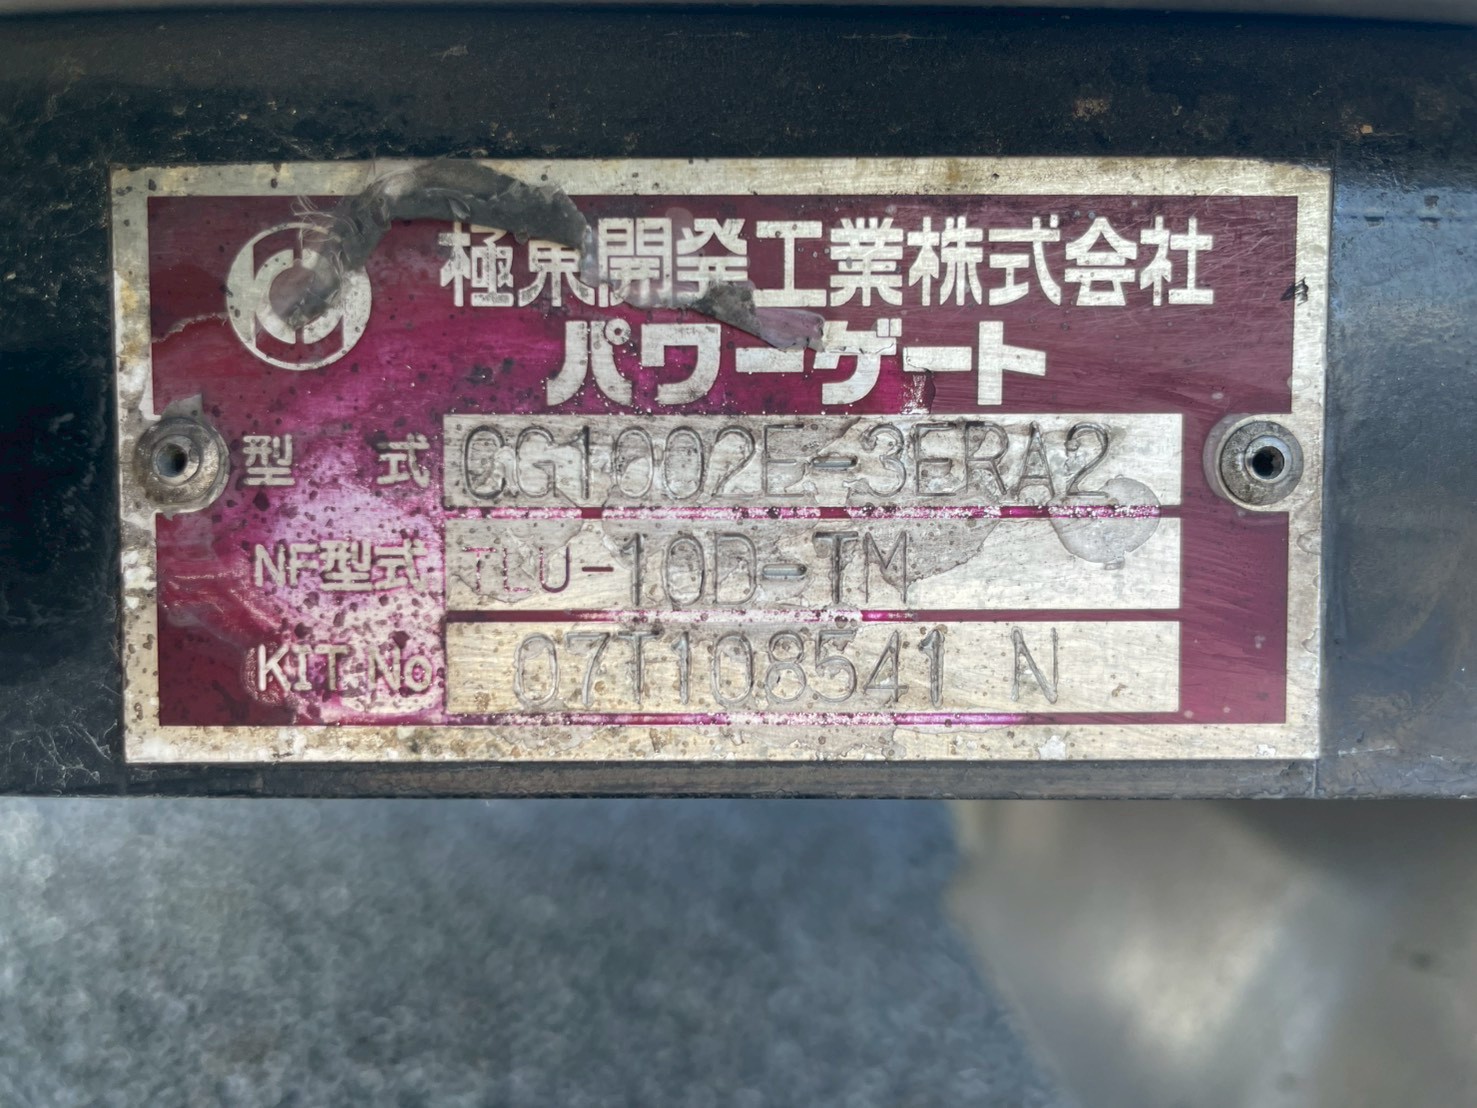 極東開発工業株式会社
パワーゲート
型 式 CG1002E-3ERA2
NF型式 TLU-10D-TM
KIT.No 07T108541 N